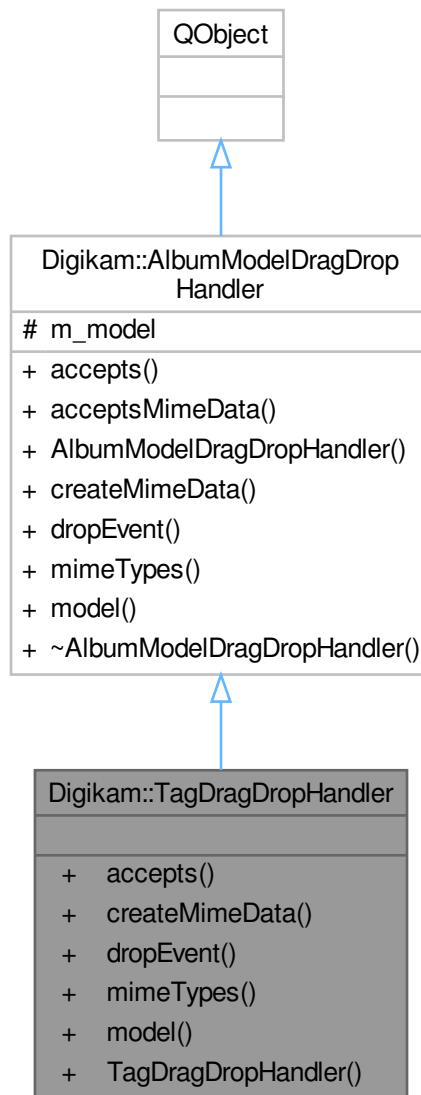 QObject
Digikam::AlbumModelDragDrop
Handler
# m_model
+ accepts()
+ acceptsMimeData()
+ AlbumModelDragDropHandler()
+ createMimeData()
+ dropEvent()
+ mimeTypes()
+ model()
+ ~AlbumModelDragDropHandler()
Digikam::TagDragDropHandler
+ accepts()
+ createMimeData()
+ dropEvent()
+ mimeTypes()
+ model()
+ TagDragDropHandler()